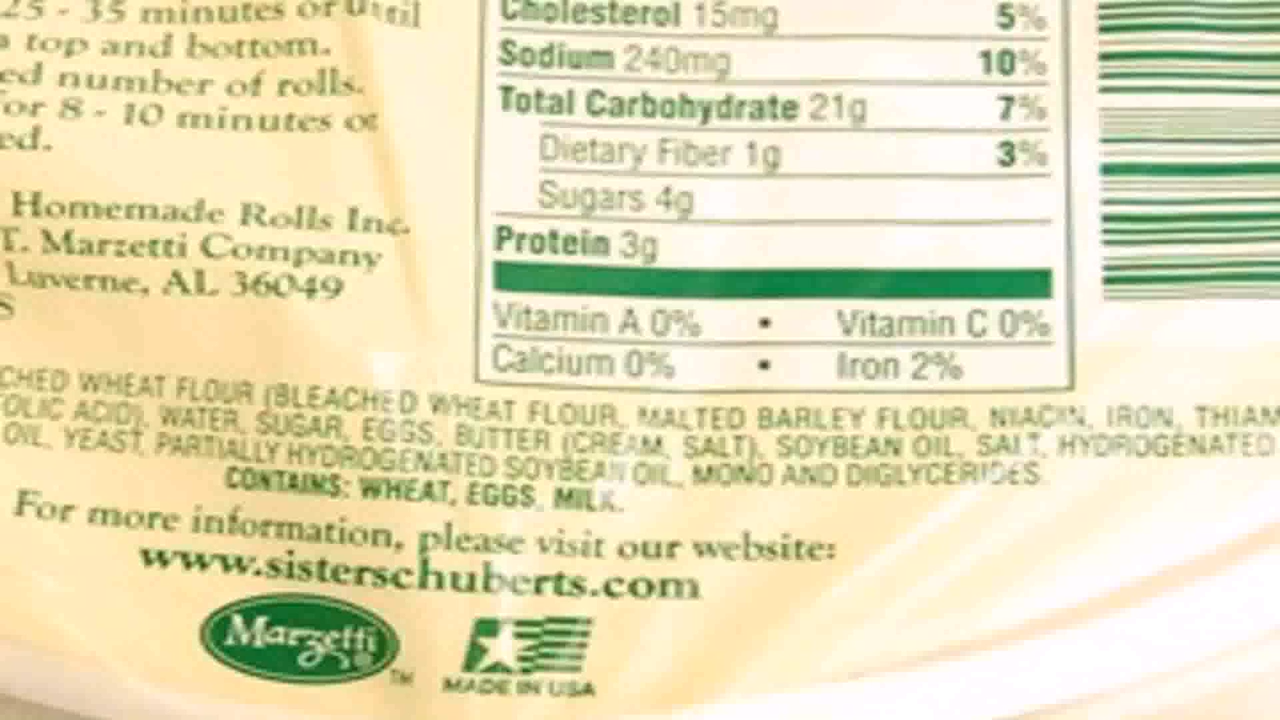 25 - 35 minutes or until
top and bottom.
ed number of rolls.
or 8 - 10 minutes or
ed.
Homemade Rolls Inc.
T. Marzetti Company
Luverne, AL 36049
S
Cholesterol 15mg 5%
Sodium 240mg 10%
Total Carbohydrate 21g 7%
Dietary Fiber 1g 3%
Sugars 4g
Protein 3g
Vitamin A 0% • Vitamin C 0%
Calcium 0% • Iron 2%
CHED WHEAT FLOUR (BLEACHED WHEAT FLOUR, MALTED BARLEY FLOUR, NIACIN, IRON, THIAM
OLIC ACID), WATER, SUGAR, EGGS, BUTTER (CREAM, SALT), SOYBEAN OIL, SALT, HYDROGENATED
OIL, YEAST, PARTIALLY HYDROGENATED SOYBEAN OIL, MONO AND DIGLYCERIDES.
CONTAINS: WHEAT, EGGS, MILK.
For more information, please visit our website:
www.sisterschuberts.com
Marzetti ® ™
MADE IN USA